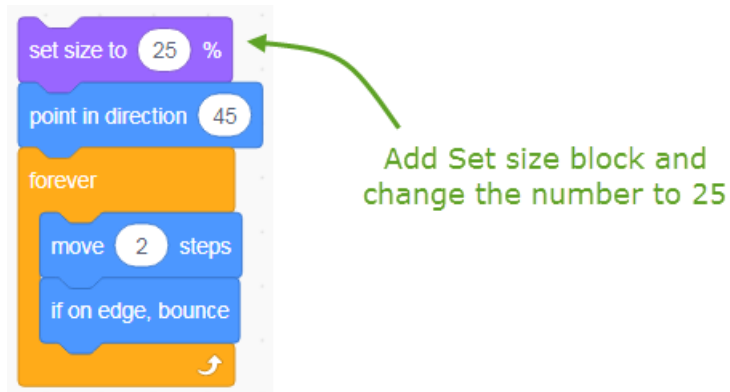 set size to 25 %
point in direction 45
forever
move 2 steps
if on edge, bounce
Add Set size block and
change the number to 25